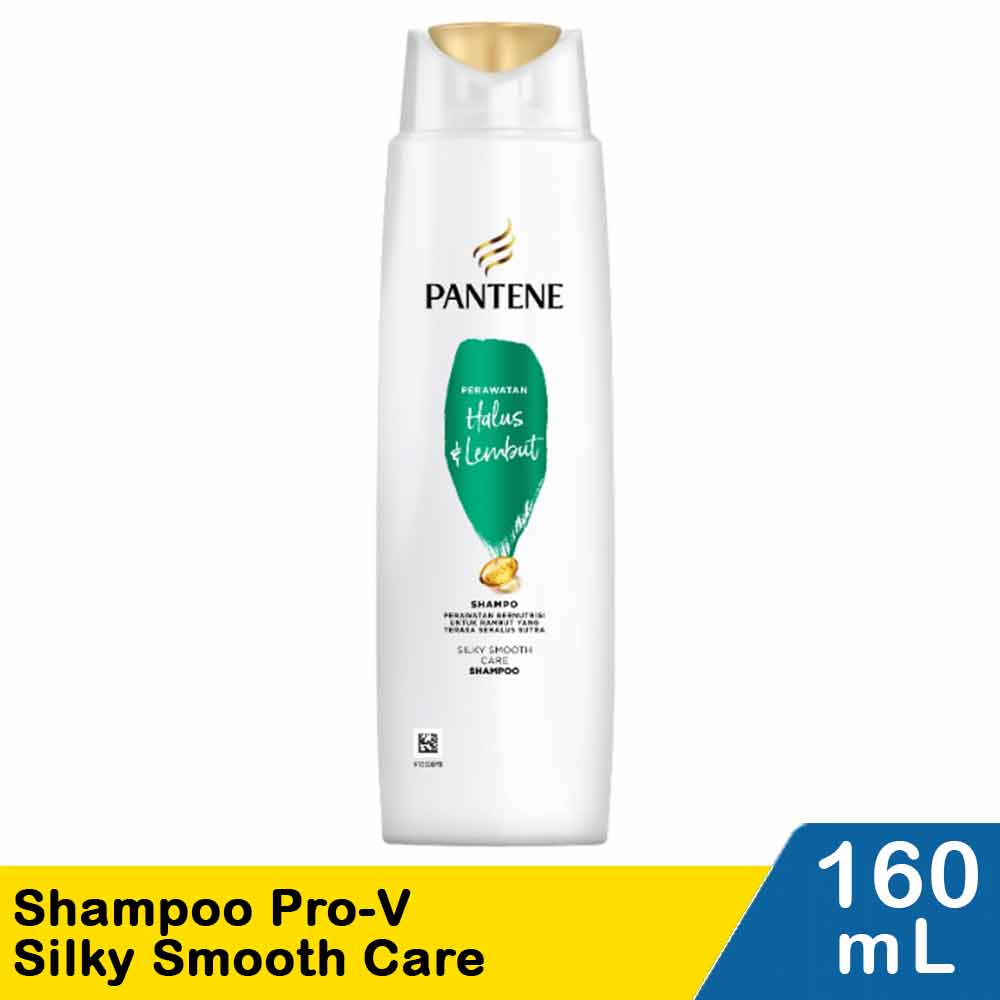 PANTENE
PERAWATAN
Halus
& Lembut
SHAMPO
PERAWATAN BERNUTRISI
UNTUK RAMBUT YANG
TERASA SEHALUS SUTRA
SILKY SMOOTH
CARE
SHAMPOO
160
mL
Shampoo Pro-V
Silky Smooth Care